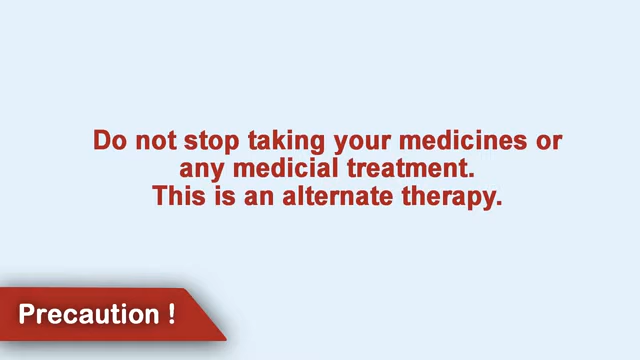 Do not stop taking your medicines or
any medicial treatment.
This is an alternate therapy.
Precaution !